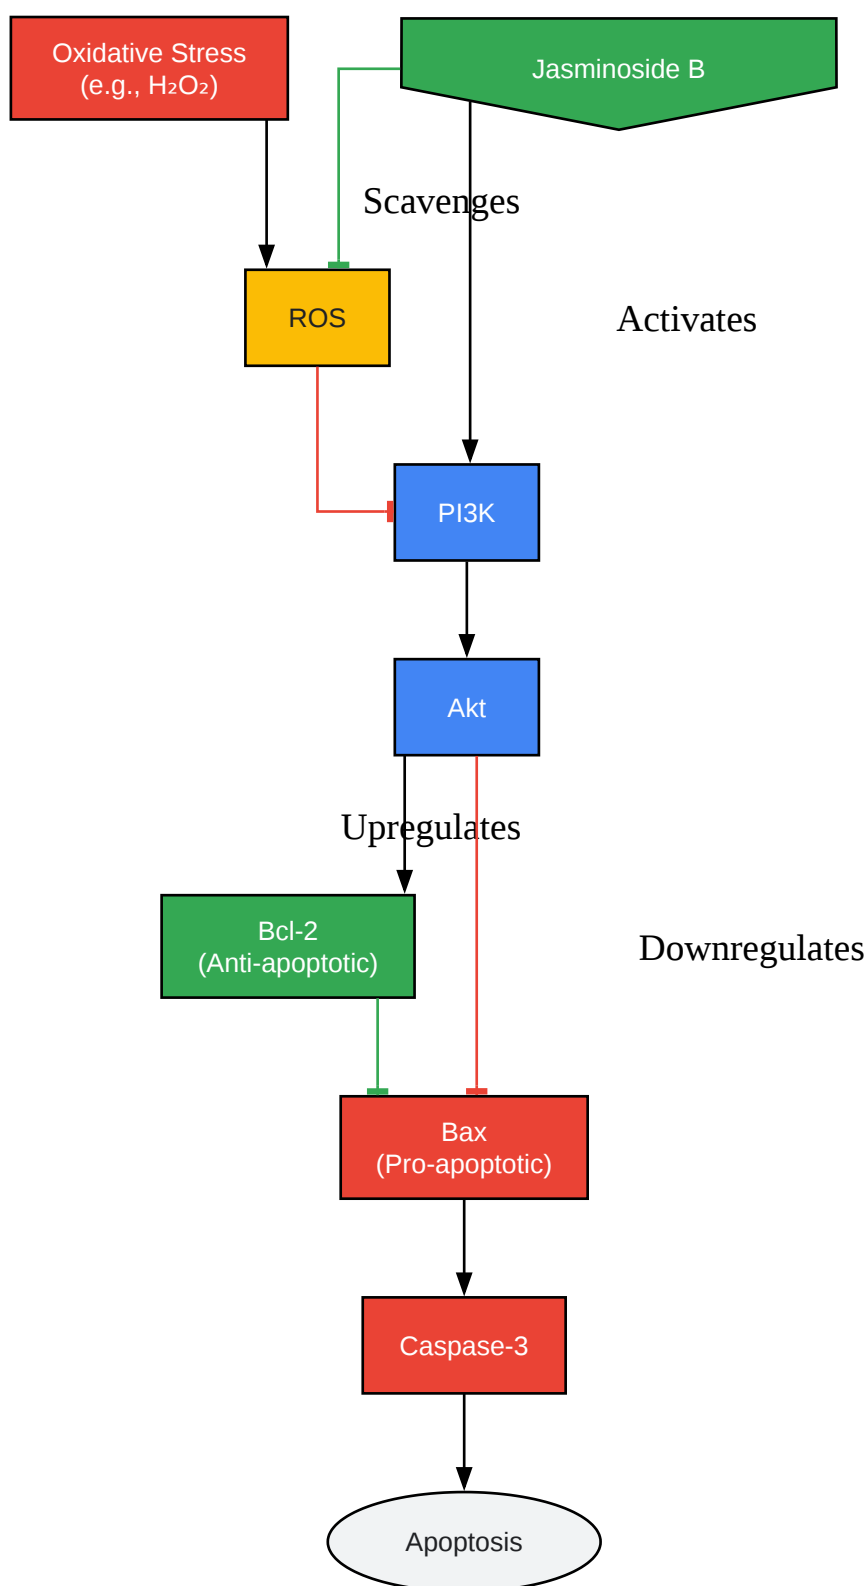 Oxidative Stress
(e.g., H₂O₂)
Jasminoside B
Scavenges
Activates
ROS
PI3K
Akt
Upregulates
Bcl-2
(Anti-apoptotic)
Downregulates
Bax
(Pro-apoptotic)
Caspase-3
Apoptosis